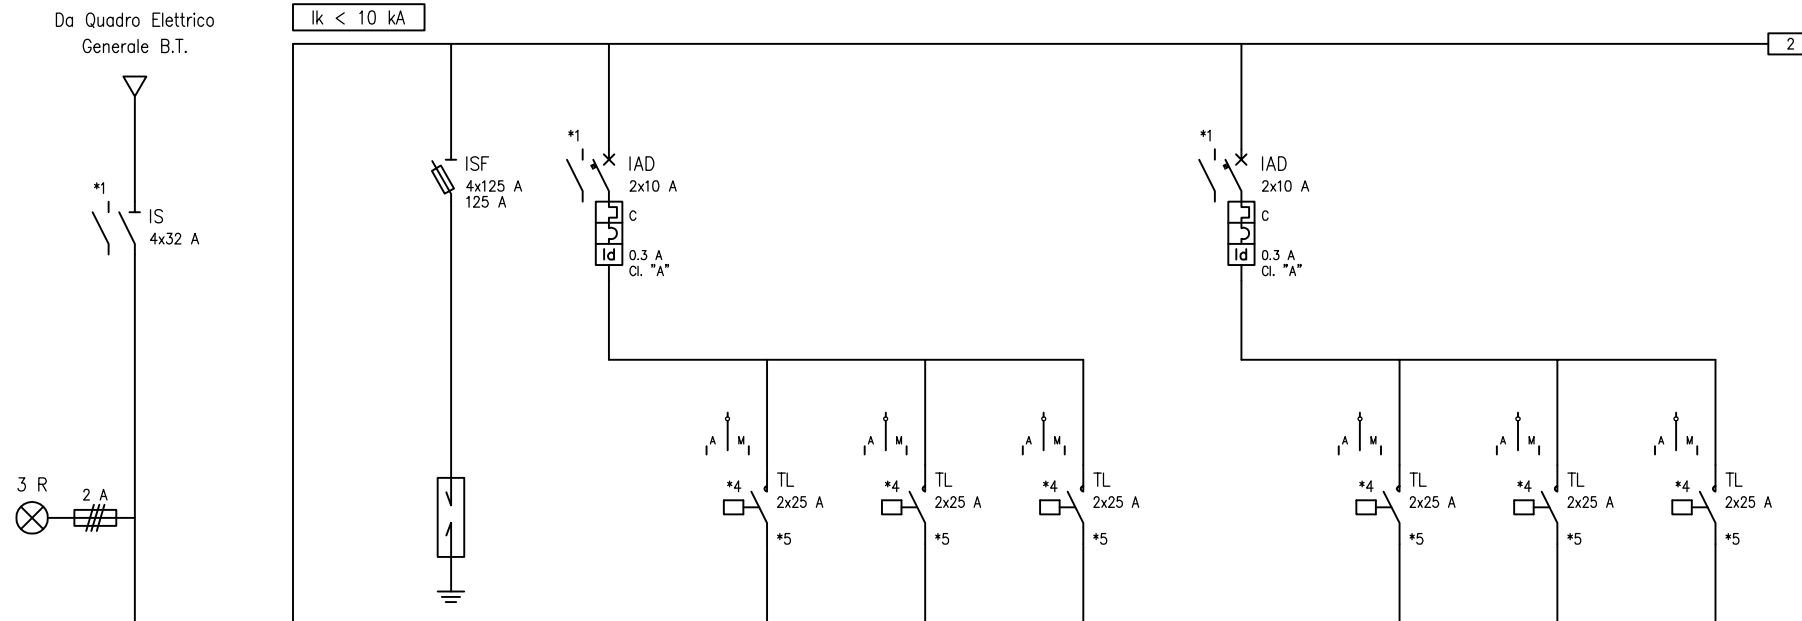 Da Quadro Elettrico
Generale B.T.
Ik < 10 kA
2
*1
IS
4x32 A
3 R
2 A
ISF
4x125 A
125 A
*1
IAD
2x10 A
C
Id
0.3 A
Cl. "A"
*1
IAD
2x10 A
C
Id
0.3 A
Cl. "A"
A M
*4
TL
2x25 A
*5
A M
*4
TL
2x25 A
*5
A M
*4
TL
2x25 A
*5
A M
*4
TL
2x25 A
*5
A M
*4
TL
2x25 A
*5
A M
*4
TL
2x25 A
*5